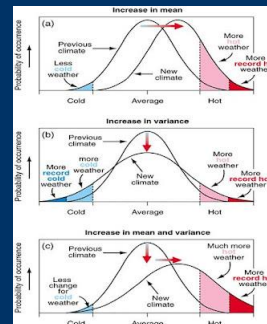 Increase in mean
(a)
Previous
climate
More
hot
weather
Less
cold
weather
New
climate
More
record h
weather
Probability of occurrence
Cold
Average
Hot
Increase in variance
(b)
Previous
climate
More
hot
weather
more
cold
weather
More
record
cold
weather
New
climate
More
record ho
weather
Probability of occurrence
Cold
Average
Hot
Increase in mean and variance
(c)
Previous
climate
Much more
hot
weather
Less
change
for
cold
weather
More
record ho
weather
New
climate
Probability of occurrence
Cold
Average
Hot